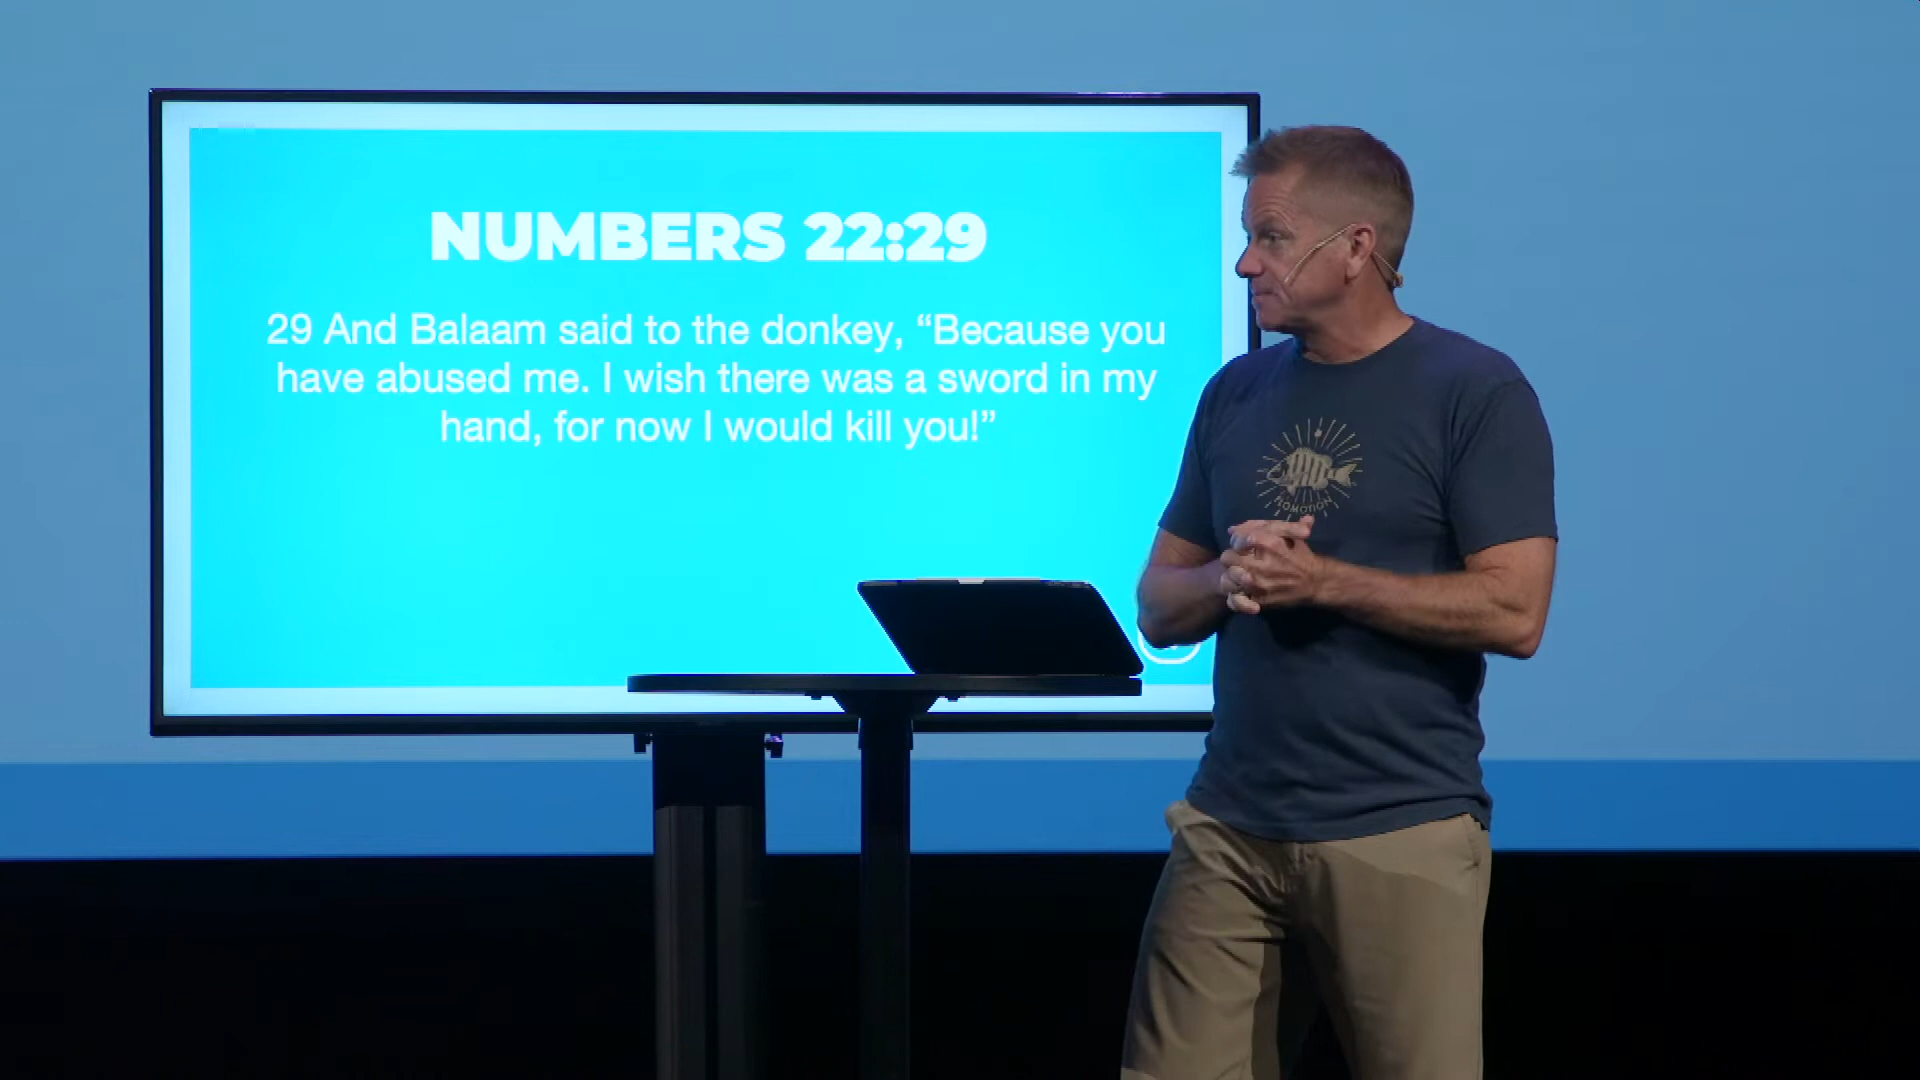 NUMBERS 22:29
29 And Balaam said to the donkey, “Because you
have abused me. I wish there was a sword in my
hand, for now I would kill you!”